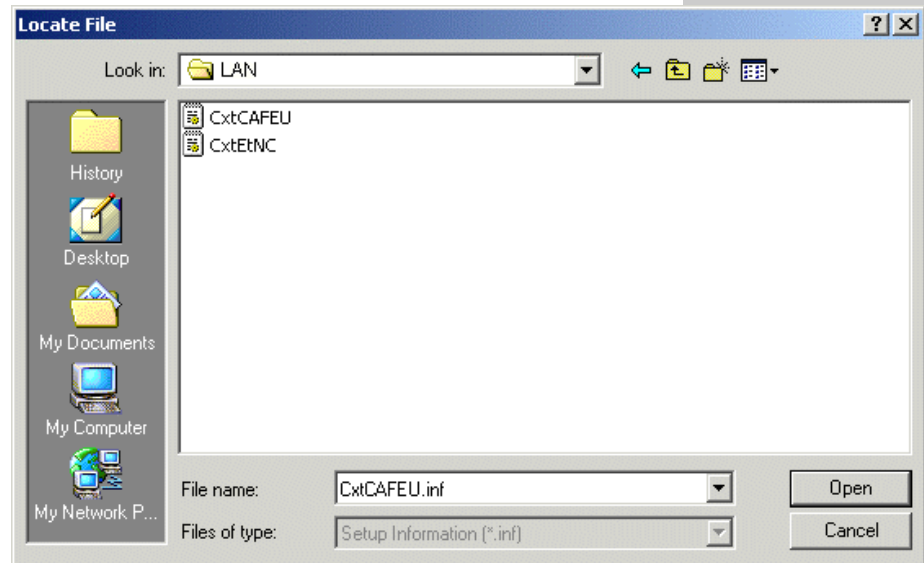 Locate File
Look in: LAN
CxtCAFEU
CxtEtNC
History
Desktop
My Documents
My Computer
My Network P...
File name: CxtCAFEU.inf Open
Files of type: Setup Information (*.inf) Cancel